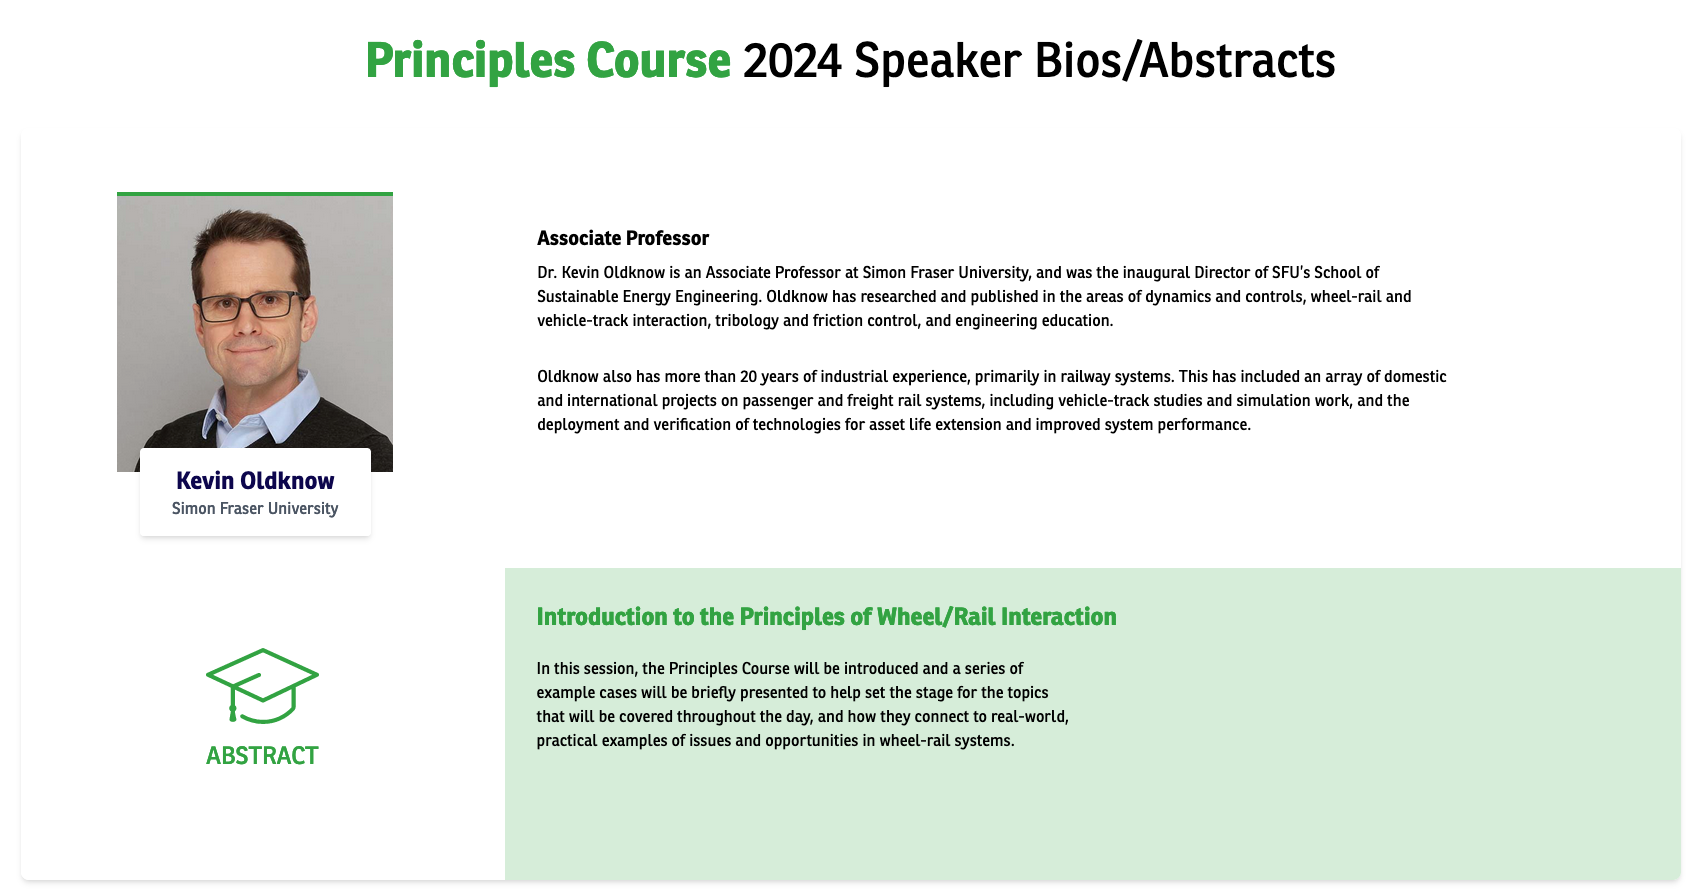 Principles Course 2024 Speaker Bios/Abstracts
Associate Professor
Dr. Kevin Oldknow is an Associate Professor at Simon Fraser University, and was the inaugural Director of SFU's School of
Sustainable Energy Engineering. Oldknow has researched and published in the areas of dynamics and controls, wheel-rail and
vehicle-track interaction, tribology and friction control, and engineering education.
Oldknow also has more than 20 years of industrial experience, primarily in railway systems. This has included an array of domestic
and international projects on passenger and freight rail systems, including vehicle-track studies and simulation work, and the
deployment and verification of technologies for asset life extension and improved system performance.
Kevin Oldknow
Simon Fraser University
ABSTRACT
Introduction to the Principles of Wheel/Rail Interaction
In this session, the Principles Course will be introduced and a series of
example cases will be briefly presented to help set the stage for the topics
that will be covered throughout the day, and how they connect to real-world,
practical examples of issues and opportunities in wheel-rail systems.